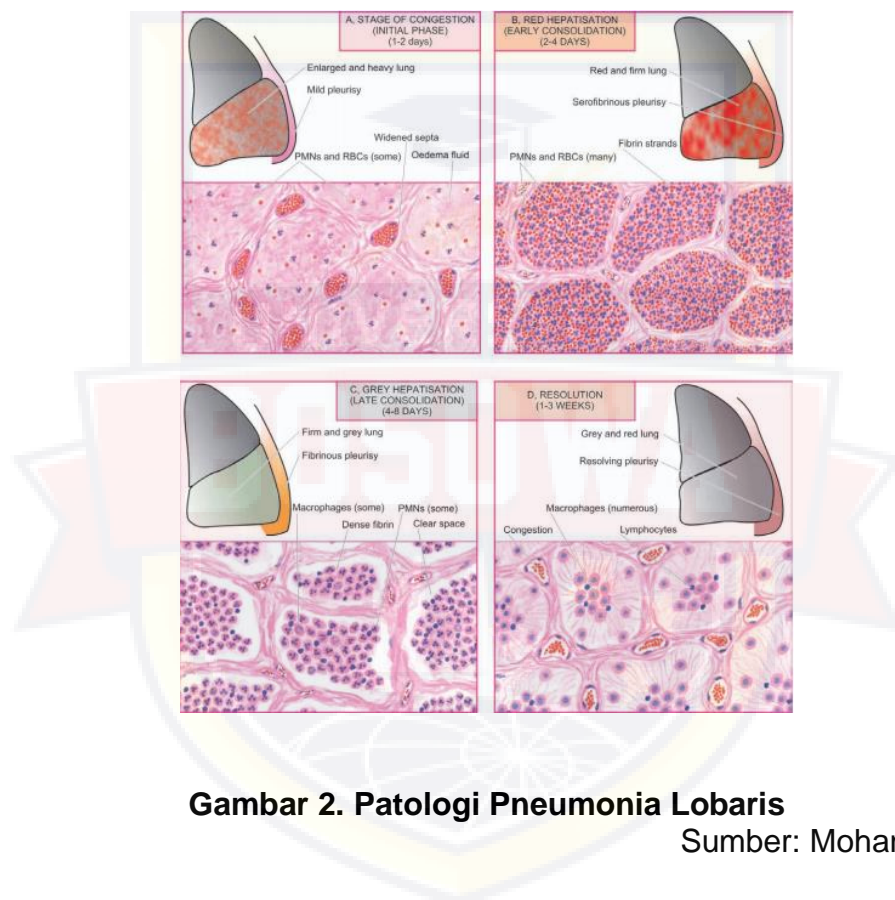 A, STAGE OF CONGESTION
(INITIAL PHASE)
(1-2 days)
Enlarged and heavy lung
Mild pleurisy
Widened septa
PMNs and RBCs (some)
Oedema fluid
B, RED HEPATISATION
(EARLY CONSOLIDATION)
(2-4 DAYS)
Red and firm lung
Serofibrinous pleurisy
Fibrin strands
PMNs and RBCs (many)
C, GREY HEPATISATION
(LATE CONSOLIDATION)
(4-8 DAYS)
Firm and grey lung
Fibrinous pleurisy
Macrophages (some)
PMNs (some)
Dense fibrin
Clear space
D, RESOLUTION
(1-3 WEEKS)
Grey and red lung
Resolving pleurisy
Macrophages (numerous)
Congestion
Lymphocytes
BOSOWA
Gambar 2. Patologi Pneumonia Lobaris
Sumber: Mohan